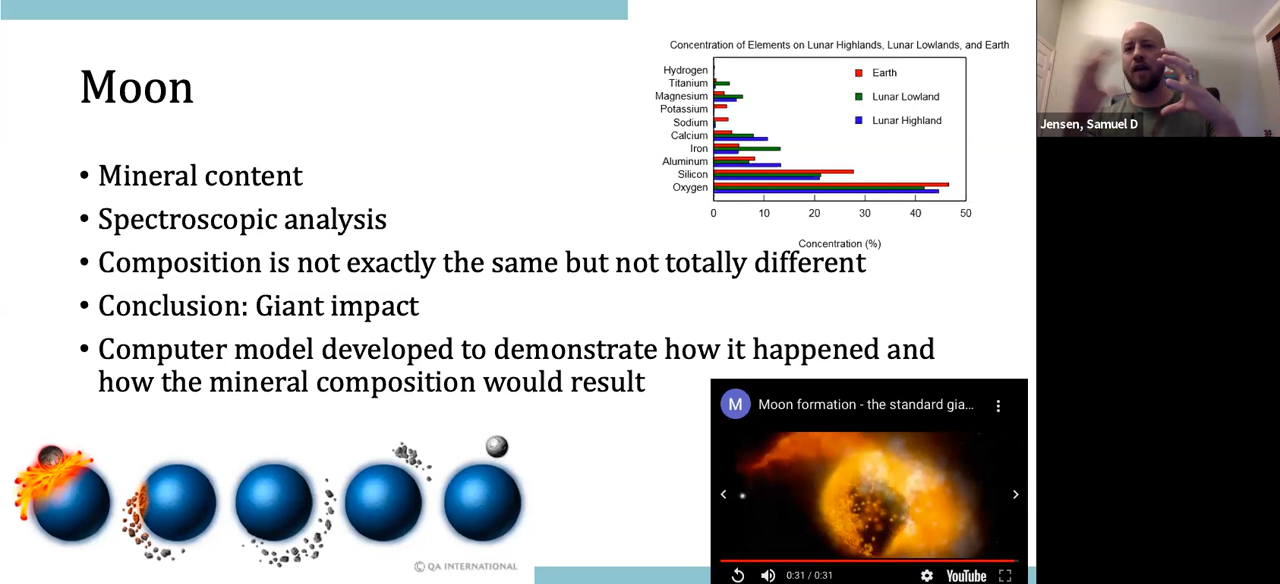 Moon
• Mineral content
• Spectroscopic analysis
• Composition is not exactly the same but not totally different
• Conclusion: Giant impact
• Computer model developed to demonstrate how it happened and
how the mineral composition would result
Concentration of Elements on Lunar Highlands, Lunar Lowlands, and Earth
Hydrogen
Titanium
Magnesium
Potassium
Sodium
Calcium
Iron
Aluminum
Silicon
Oxygen
Earth
Lunar Lowland
Lunar Highland
0 10 20 30 40 50
Concentration (%)
© QA INTERNATIONAL
M Moon formation - the standard gia...
0:31 / 0:31 YouTube
Jensen, Samuel D